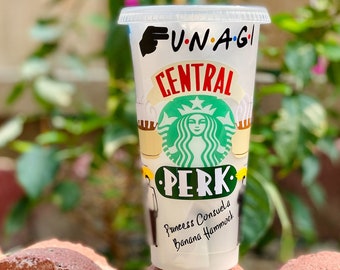 U·N·A·G·I
CENTRAL
PERK
Princess Consuela
Banana Hammock